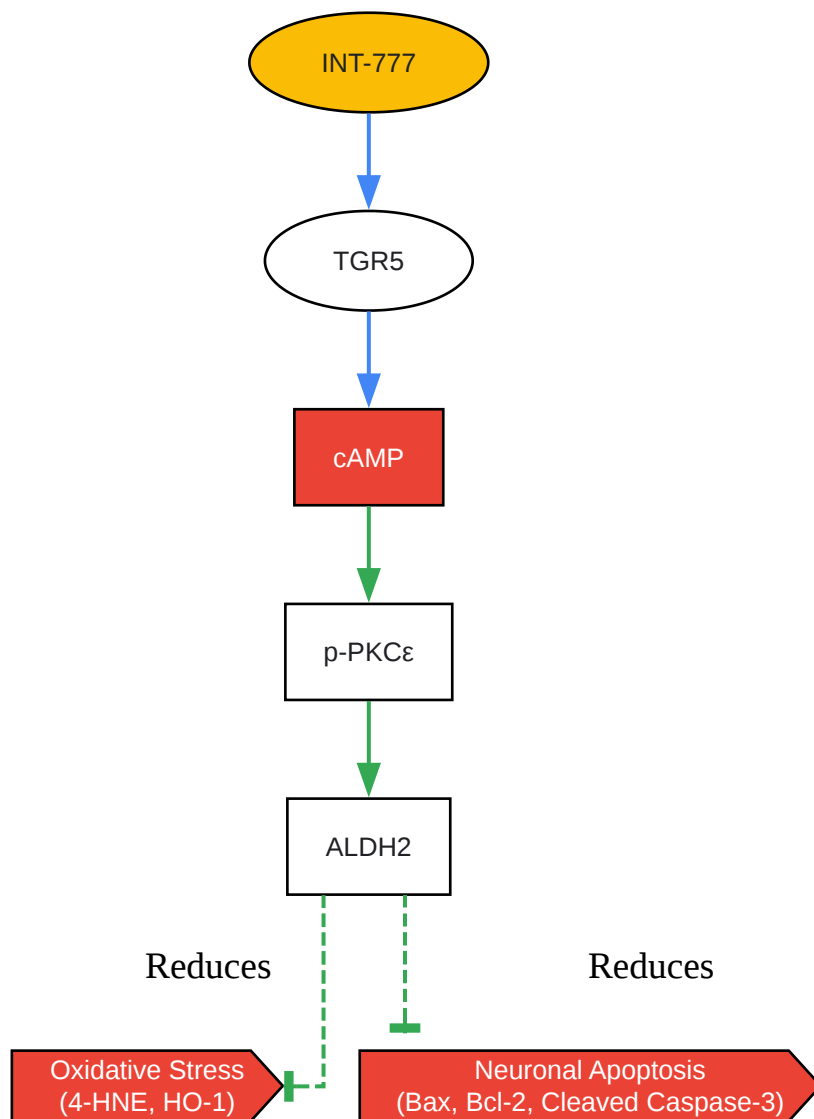 INT-777
TGR5
cAMP
p-PKCε
ALDH2
Reduces
Reduces
Oxidative Stress
(4-HNE, HO-1)
Neuronal Apoptosis
(Bax, Bcl-2, Cleaved Caspase-3)